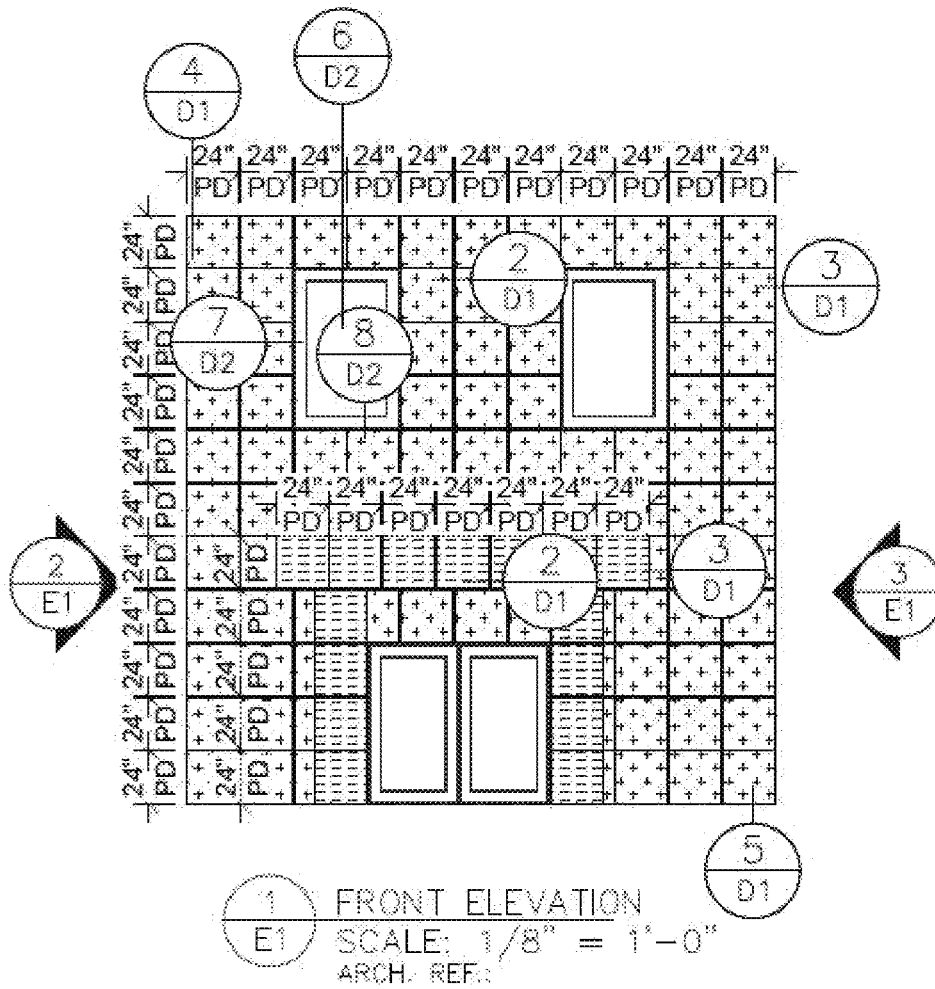 6
D2
4
D1
24" 24" 24" 24" 24" 24" 24" 24" 24" 24" 24"
PD PD PD PD PD PD PD PD PD PD PD
24" PD
24" PD
24" PD
24" PD
24" PD
24" PD
24" PD
24" PD
24" PD
24" PD
24" PD
2
D1
3
D1
7
D2
8
D2
24" 24" 24" 24" 24" 24" 24"
PD PD PD PD PD PD PD
24" PD
24" PD
24" PD
24" PD
24" PD
2
E1
2
D1
3
D1
3
E1
5
D1
1
E1
FRONT ELEVATION
SCALE: 1/8" = 1'-0"
ARCH. REF.: